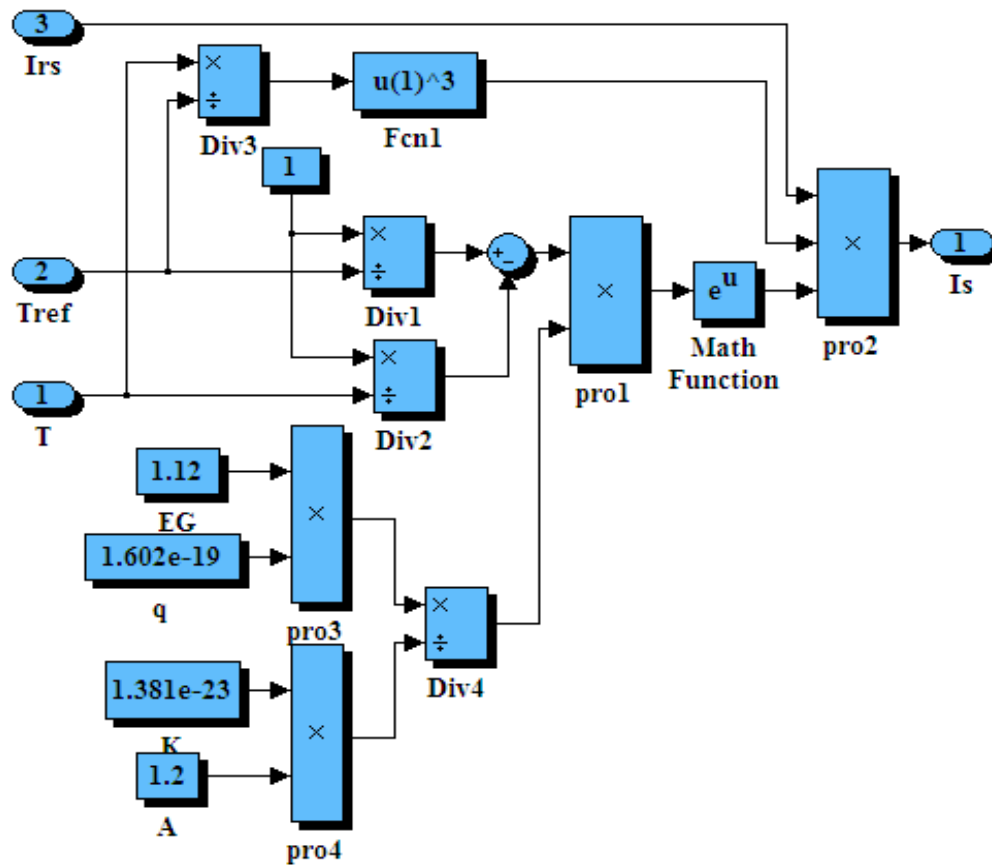 3
Irs
×
÷
Div3
u(1)^3
Fcn1
1
2
Tref
×
÷
Div1
+
−
×
pro1
e^u
Math
Function
×
pro2
1
Is
1
T
×
÷
Div2
1.12
EG
1.602e-19
q
×
pro3
×
÷
Div4
1.381e-23
K
1.2
A
×
pro4